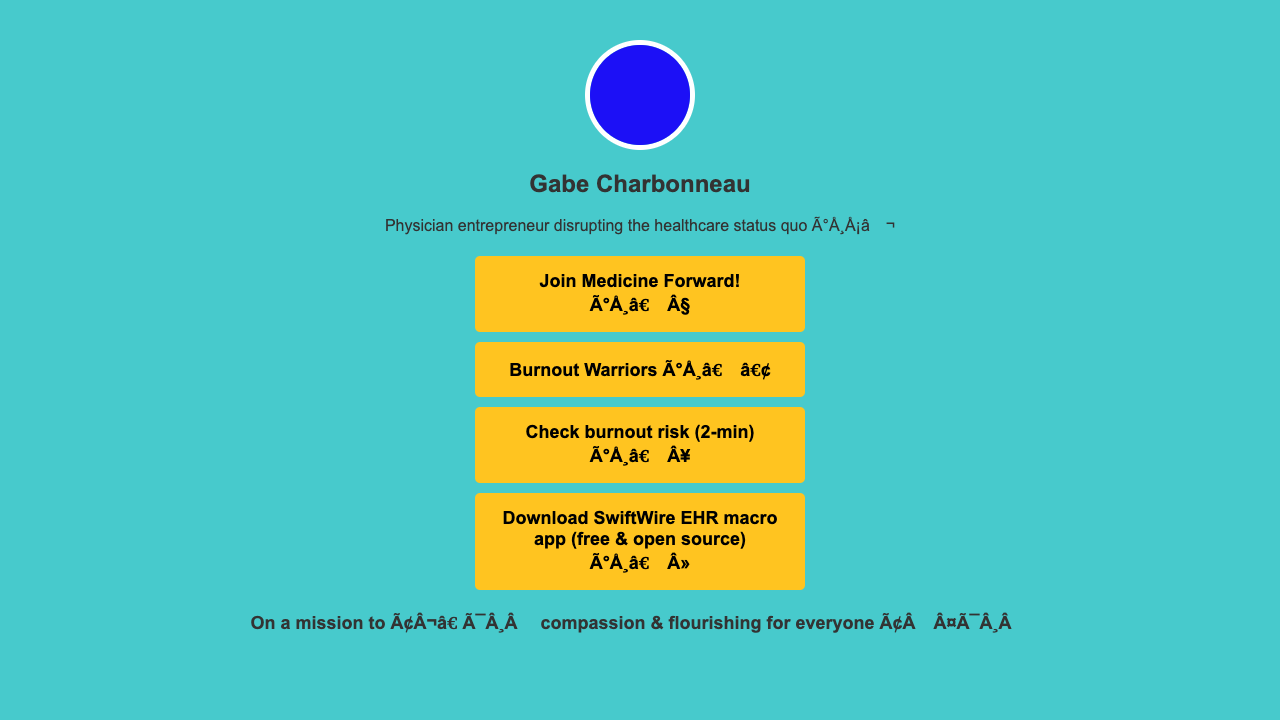 Gabe Charbonneau
Physician entrepreneur disrupting the healthcare status quo Ã°Å¸Å¡â ¬
Join Medicine Forward!
Ã°Å¸â€ Â§
Burnout Warriors Ã°Å¸â€ â€¢
Check burnout risk (2-min)
Ã°Å¸â€ Â¥
Download SwiftWire EHR macro
app (free & open source)
Ã°Å¸â€ Â»
On a mission to Ã¢Â¬â€ Ã¯Â¸Â compassion & flourishing for everyone Ã¢Â Â¤Ã¯Â¸Â